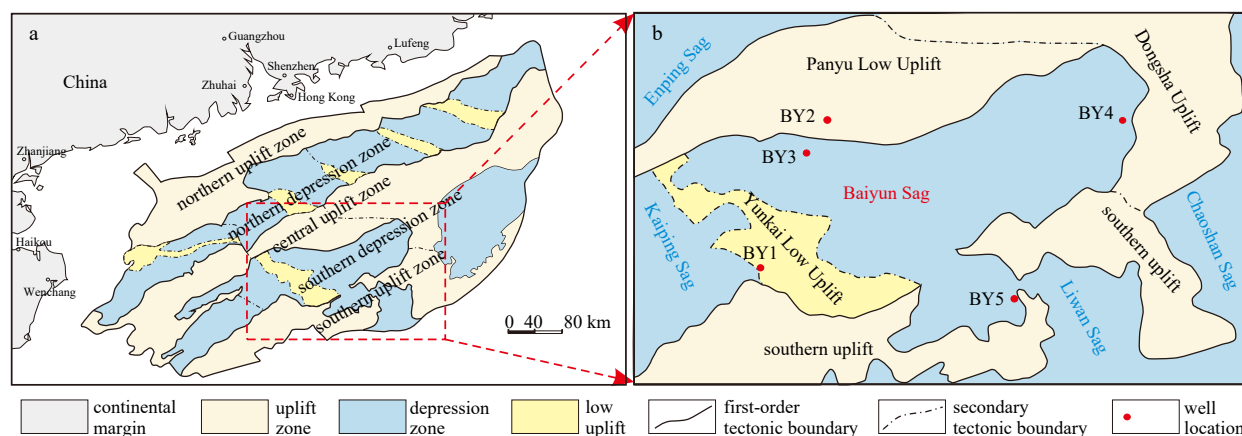 a
Guangzhou
Lufeng
China
Shenzhen
Zhuhai
Hong Kong
Zhanjiang
northern uplift zone
northern depression zone
central uplift zone
southern depression zone
southern uplift zone
Haikou
Wenchang
0 40 80 km
b
Enping Sag
Panyu Low Uplift
Dongsha Uplift
BY2
BY4
BY3
Baiyun Sag
Kaiping Sag
Yunkai Low Uplift
Chaoshan Sag
southern uplift
BY1
BY5
Liwan Sag
southern uplift
continental
margin
uplift
zone
depression
zone
low
uplift
first-order
tectonic boundary
secondary
tectonic boundary
well
location